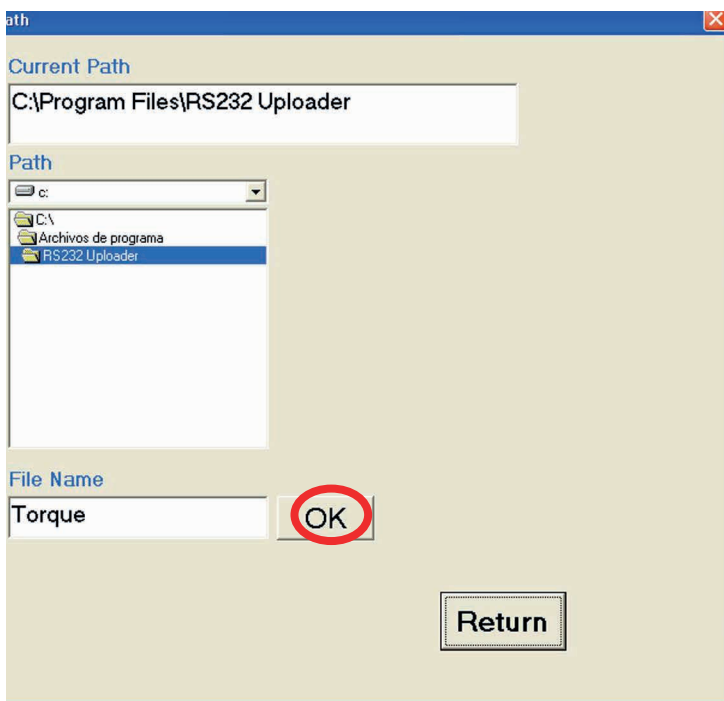 ath
Current Path
C:\Program Files\RS232 Uploader
Path
c:
C:\
Archivos de programa
RS232 Uploader
File Name
Torque
OK
Return